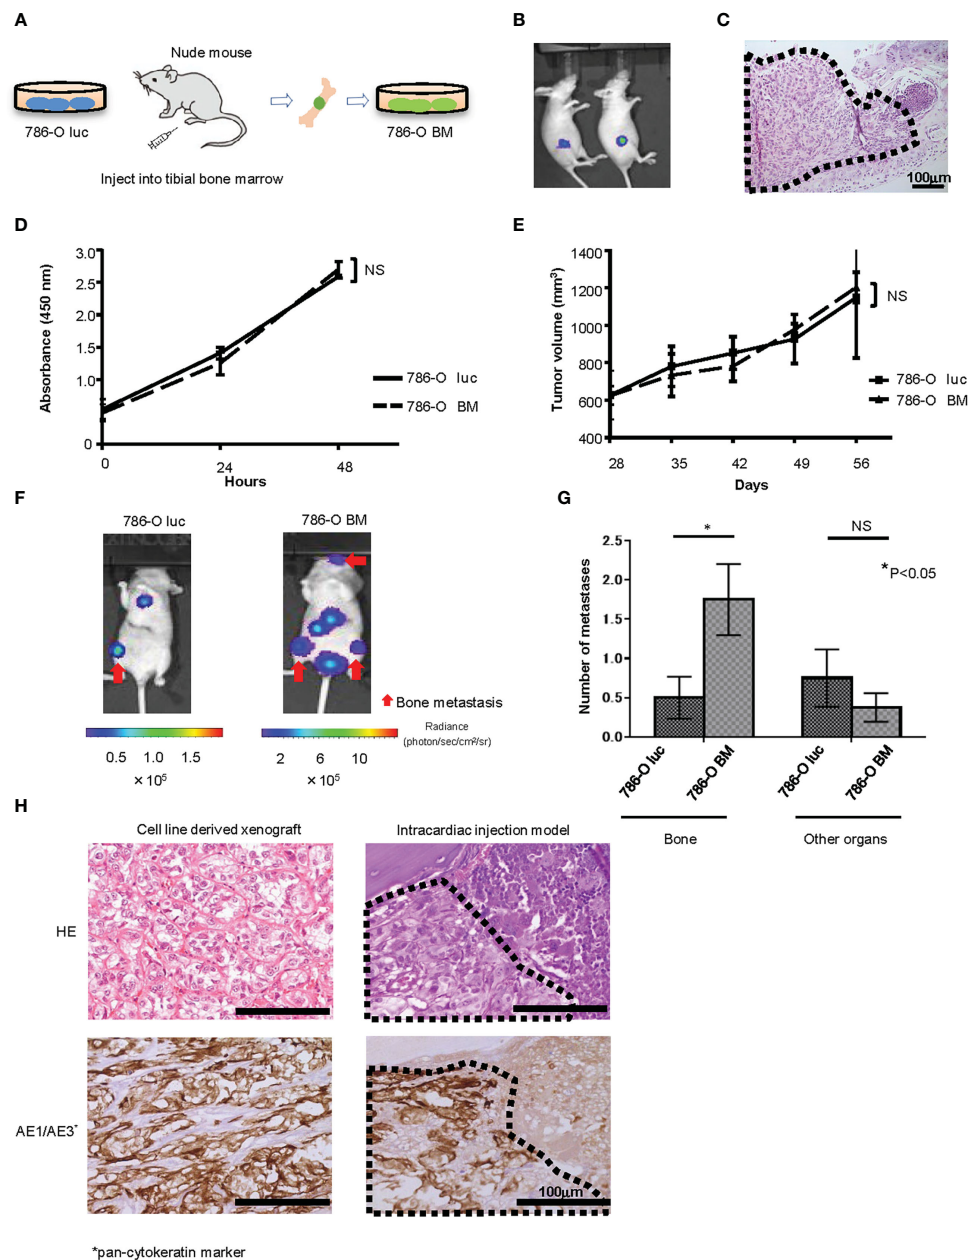 A
Nude mouse
786-O luc
786-O BM
Inject into tibial bone marrow
B
C
100μm
D
Absorbance (450 nm)
3.0
2.5
2.0
1.5
1.0
0
0
24
48
Hours
NS
786-O luc
786-O BM
E
Tumor volume (mm³)
1400
1200
1000
800
600
400
28
35
42
49
56
Days
NS
786-O luc
786-O BM
F
786-O luc
786-O BM
Bone metastasis
Radiance
(photon/sec/cm²/sr)
0.5 1.0 1.5
× 10⁵
2 6 10
× 10⁵
G
Number of metastases
2.5
2.0
1.5
1.0
0.5
0.0
*
NS
*P<0.05
786-O luc
786-O BM
786-O luc
786-O BM
Bone
Other organs
H
Cell line derived xenograft
Intracardiac injection model
HE
AE1/AE3*
100μm
*pan-cytokeratin marker